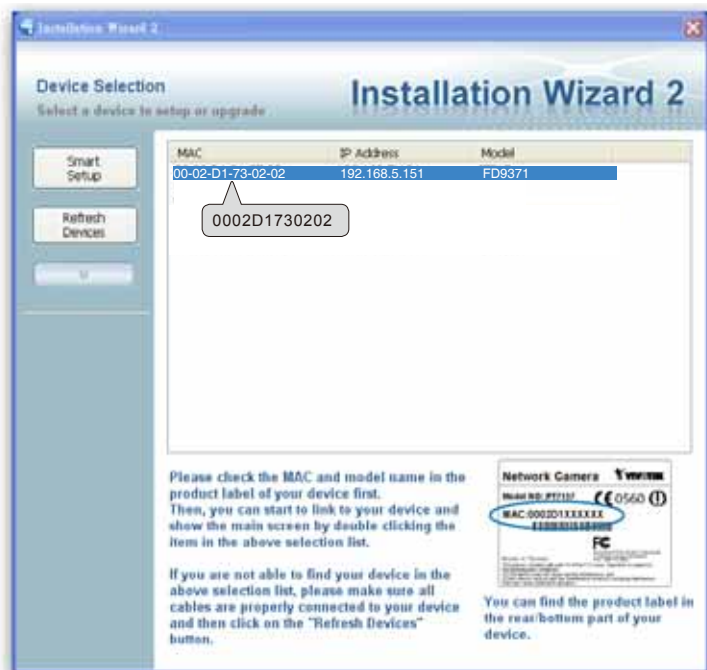 Installation Wizard 2
Device Selection
Select a device to setup or upgrade
Installation Wizard 2
Smart
Setup
Refresh
Devices
MAC IP Address Model
00-02-D1-73-02-02 192.168.5.151 FD9371
0002D1730202
Please check the MAC and model name in the
product label of your device first.
Then, you can start to link to your device and
show the main screen by double clicking the
item in the above selection list.
If you are not able to find your device in the
above selection list, please make sure all
cables are properly connected to your device
and then click on the "Refresh Devices"
button.
Network Camera VIVOTEK
Model NO: PT7137 CE 0560
MAC:0002D1XXXXXX
FC
You can find the product label in
the rear/bottom part of your
device.